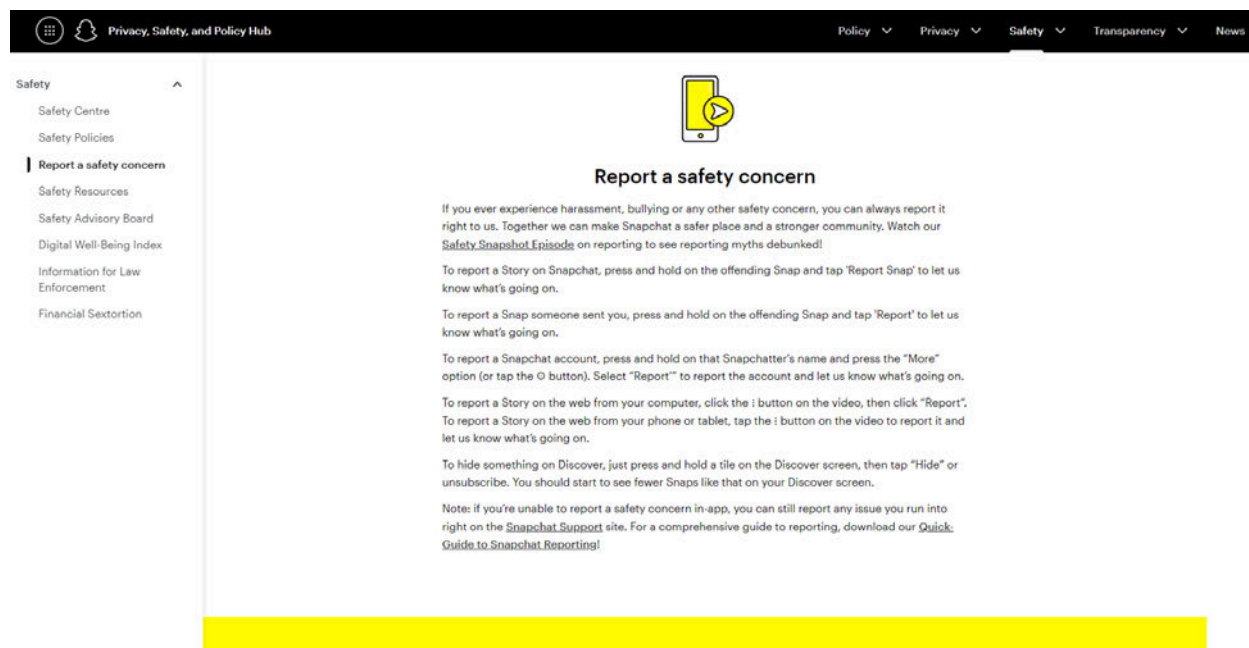 Privacy, Safety, and Policy Hub
Policy
Privacy
Safety
Transparency
News
Safety
Safety Centre
Safety Policies
Report a safety concern
Safety Resources
Safety Advisory Board
Digital Well-Being Index
Information for Law
Enforcement
Financial Sextortion
Report a safety concern
If you ever experience harassment, bullying or any other safety concern, you can always report it
right to us. Together we can make Snapchat a safer place and a stronger community. Watch our
Safety Snapshot Episode on reporting to see reporting myths debunked!
To report a Story on Snapchat, press and hold on the offending Snap and tap 'Report Snap' to let us
know what's going on.
To report a Snap someone sent you, press and hold on the offending Snap and tap 'Report' to let us
know what's going on.
To report a Snapchat account, press and hold on that Snapchatter's name and press the "More"
option (or tap the ⚙ button). Select "Report'" to report the account and let us know what's going on.
To report a Story on the web from your computer, click the ⁝ button on the video, then click "Report".
To report a Story on the web from your phone or tablet, tap the ⁝ button on the video to report it and
let us know what's going on.
To hide something on Discover, just press and hold a tile on the Discover screen, then tap "Hide" or
unsubscribe. You should start to see fewer Snaps like that on your Discover screen.
Note: if you're unable to report a safety concern in-app, you can still report any issue you run into
right on the Snapchat Support site. For a comprehensive guide to reporting, download our Quick-
Guide to Snapchat Reporting!